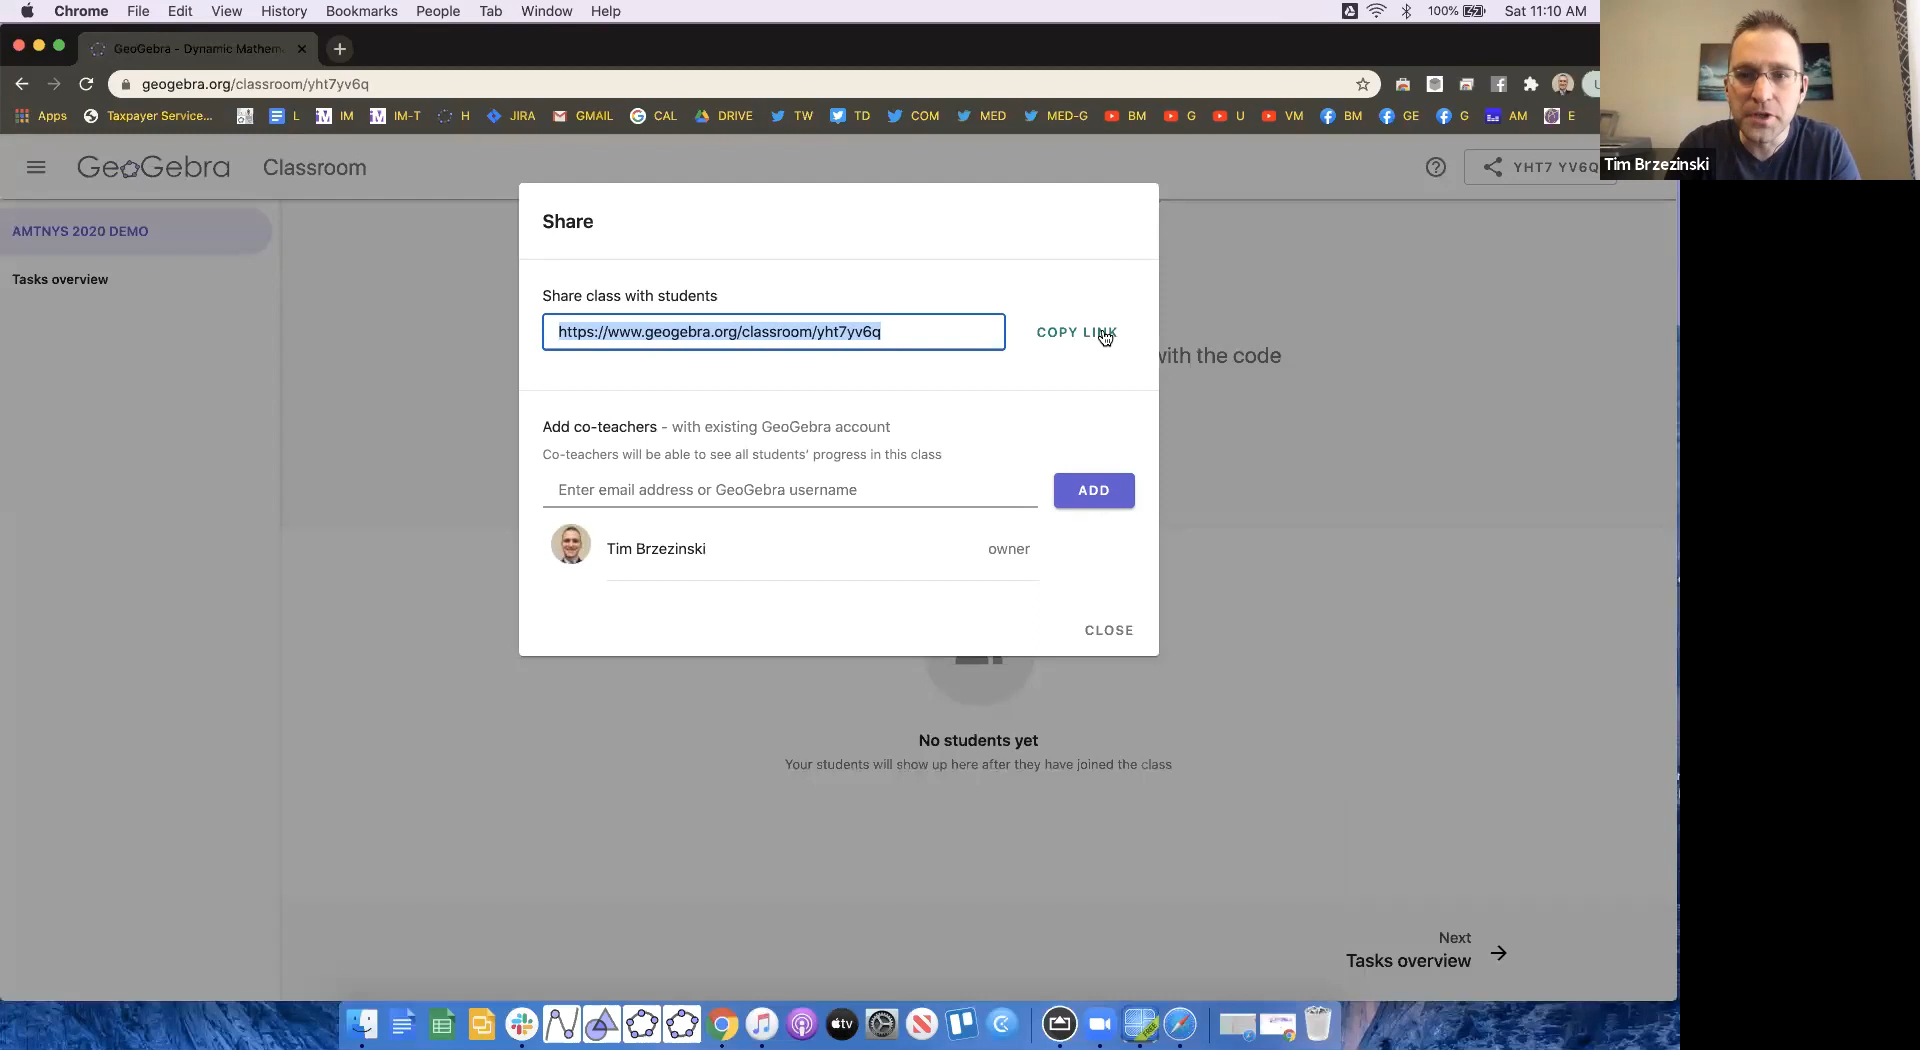 Chrome File Edit View History Bookmarks People Tab Window Help 100% Sat 11:10 AM
GeoGebra - Dynamic Mathem
geogebra.org/classroom/yht7yv6q
Apps Taxpayer Service... L IM IM-T H JIRA GMAIL CAL DRIVE TW TD COM MED MED-G BM G U VM BM GE G AM E
GeoGebra Classroom YHT7 YV6Q
Tim Brzezinski
AMTNYS 2020 DEMO
Tasks overview
Share
Share class with students
https://www.geogebra.org/classroom/yht7yv6q COPY LINK
with the code
Add co-teachers - with existing GeoGebra account
Co-teachers will be able to see all students' progress in this class
Enter email address or GeoGebra username ADD
Tim Brzezinski owner
CLOSE
No students yet
Your students will show up here after they have joined the class
Next
Tasks overview
tv
FREE